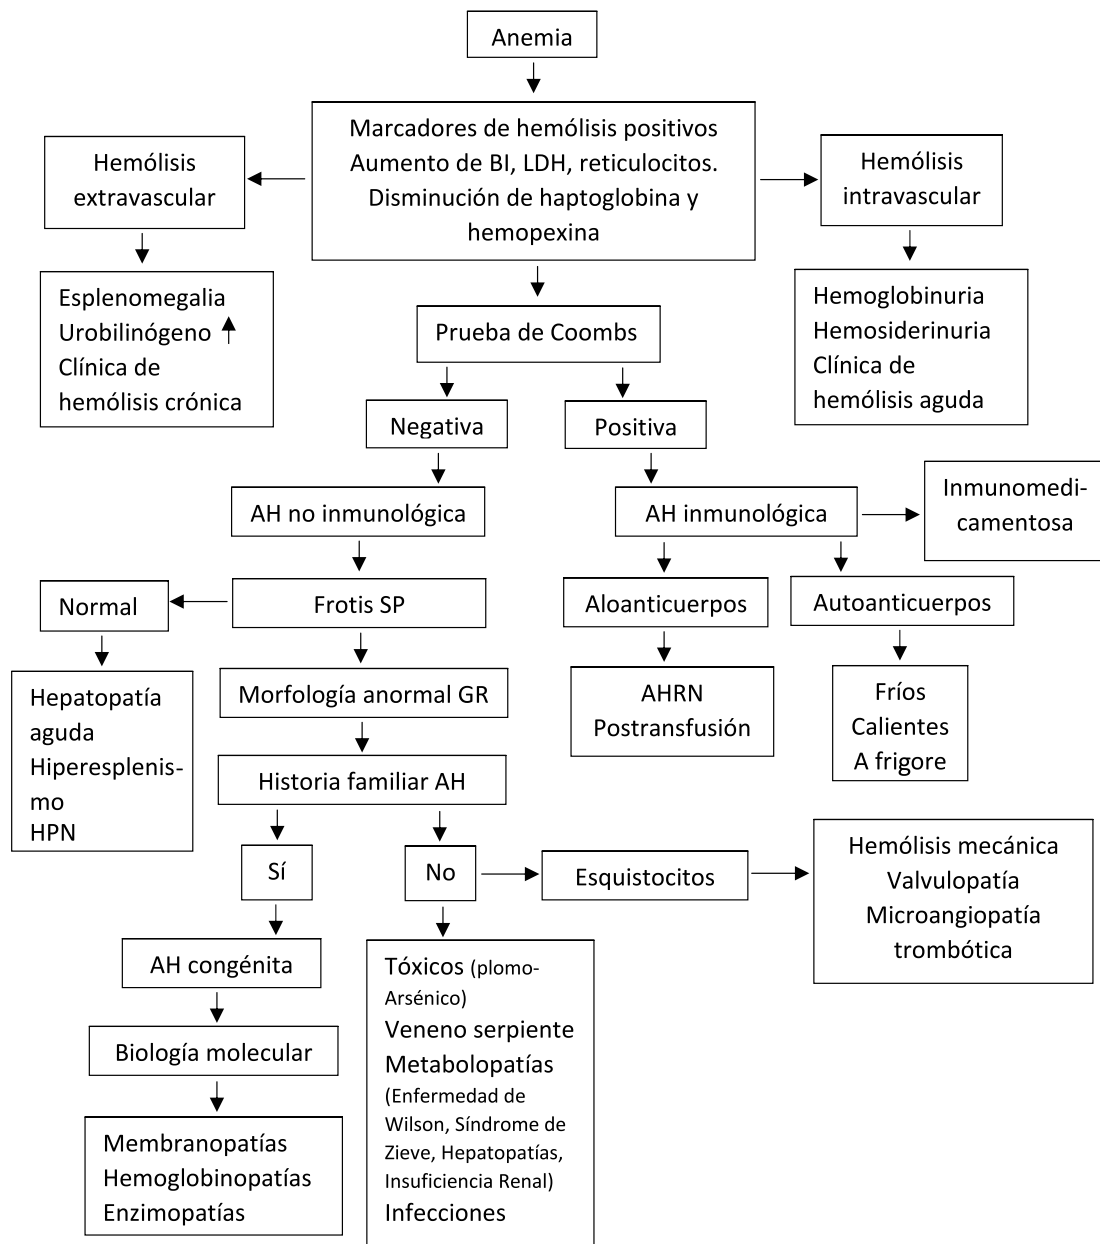 Anemia
Marcadores de hemólisis positivos
Aumento de BI, LDH, reticulocitos.
Disminución de haptoglobina y
hemopexina
Hemólisis
extravascular
Hemólisis
intravascular
Esplenomegalia
Urobilinógeno
Clínica de
hemólisis crónica
Prueba de Coombs
Hemoglobinuria
Hemosiderinuria
Clínica de
hemólisis aguda
Negativa
Positiva
AH no inmunológica
AH inmunológica
Inmunomedi-
camentosa
Normal
Frotis SP
Aloanticuerpos
Autoanticuerpos
Hepatopatía
aguda
Hiperesplenis-
mo
HPN
Morfología anormal GR
AHRN
Postransfusión
Fríos
Calientes
A frigore
Historia familiar AH
Sí
No
Esquistocitos
Hemólisis mecánica
Valvulopatía
Microangiopatía
trombótica
AH congénita
Tóxicos (plomo-
Arsénico)
Veneno serpiente
Metabolopatías
(Enfermedad de
Wilson, Síndrome de
Zieve, Hepatopatías,
Insuficiencia Renal)
Infecciones
Biología molecular
Membranopatías
Hemoglobinopatías
Enzimopatías